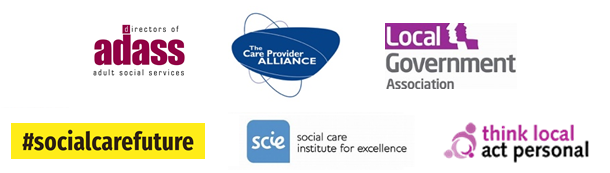 directors of
adass
adult social services
The
Care Provider
ALLIANCE
Local
Government
Association
#socialcarefuture
scie
social care
institute for excellence
think local
act personal